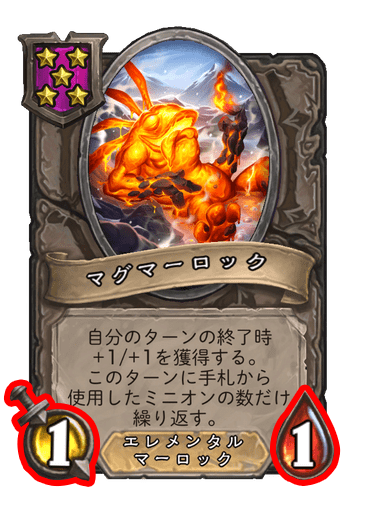 マグマーロック
自分のターンの終了時
+1/+1を獲得する。
このターンに手札から
使用したミニオンの数だけ
繰り返す。
1
エレメンタル
マーロック
1